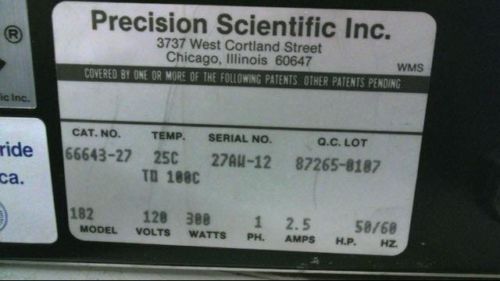 Precision Scientific Inc.
3737 West Cortland Street
Chicago, Illinois 60647
WMS
COVERED BY ONE OR MORE OF THE FOLLOWING PATENTS OTHER PATENTS PENDING
®
ic Inc.
ride
ca.
CAT. NO. TEMP. SERIAL NO. Q.C. LOT
66643-27 25C 27AW-12 87265-0107
TO 100C
182 120 300 1 2.5 50/60
MODEL VOLTS WATTS PH. AMPS H.P. HZ.